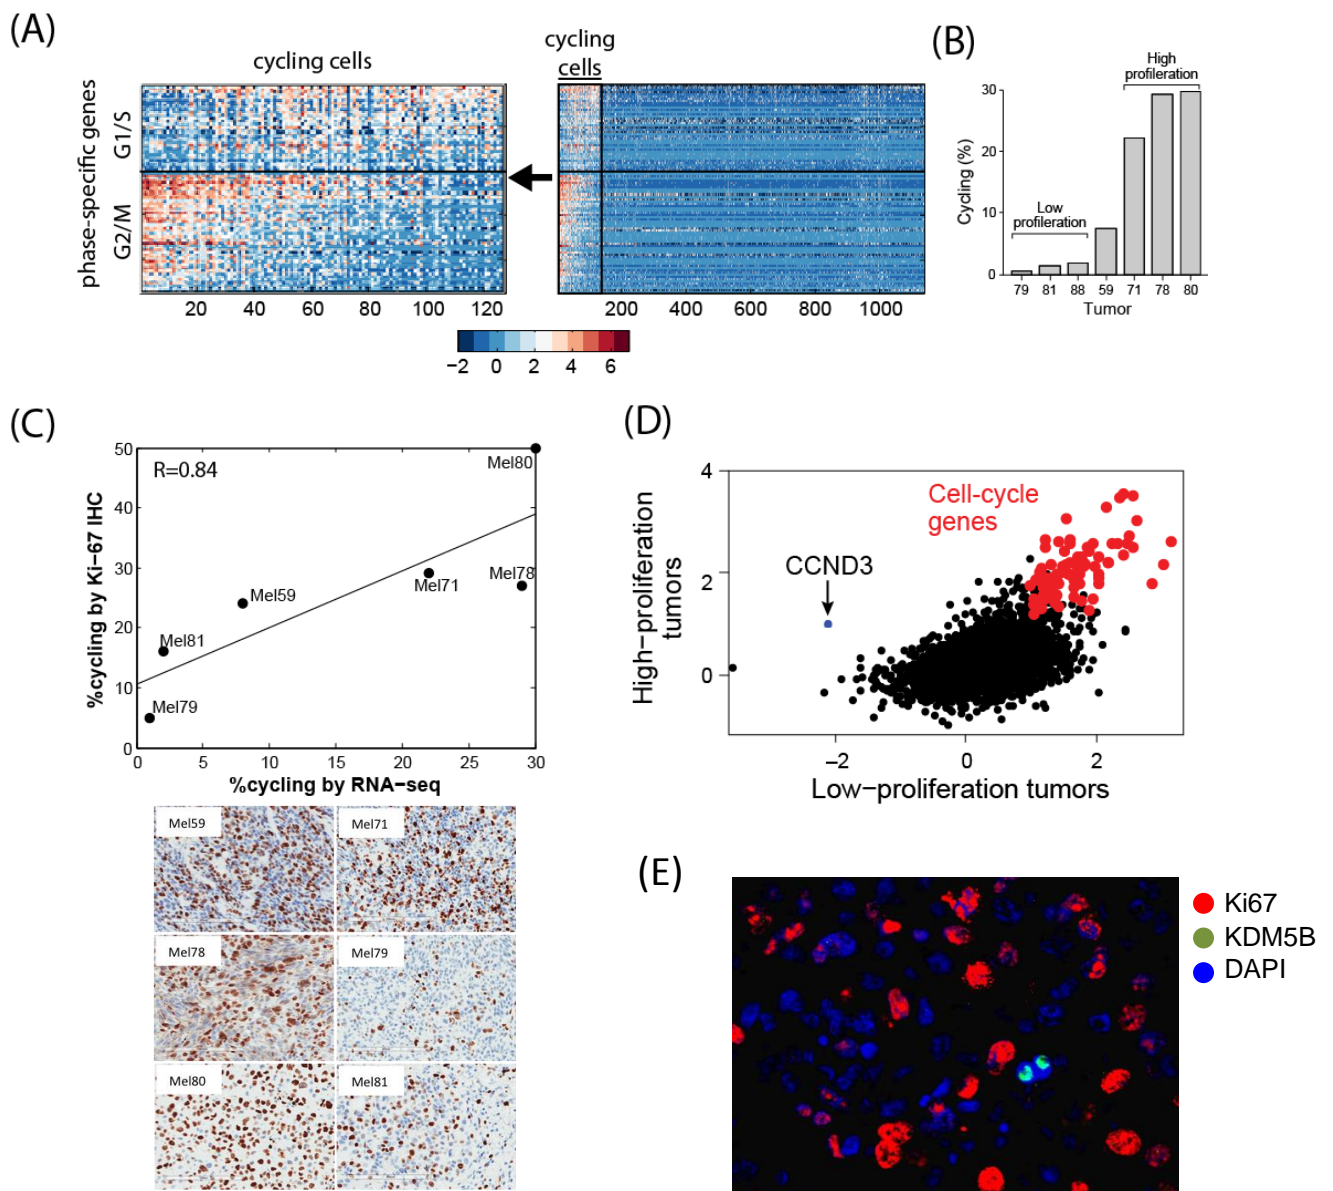 (A)
cycling cells
cycling
cells
phase-specific genes
G1/S
G2/M
20 40 60 80 100 120
200 400 600 800 1000
−2 0 2 4 6
(B)
High
profileration
Low
profileration
Cycling (%)
30
20
10
0
79 81 88 59 71 78 80
Tumor
(C)
R=0.84
%cycling by Ki−67 IHC
50
40
30
20
10
0
Mel80
Mel78
Mel71
Mel59
Mel81
Mel79
0 5 10 15 20 25 30
%cycling by RNA−seq
Mel59
Mel71
Mel78
Mel79
Mel80
Mel81
(D)
High−proliferation
tumors
4
2
0
Cell-cycle
genes
CCND3
−2 0 2
Low−proliferation tumors
(E)
Ki67
KDM5B
DAPI